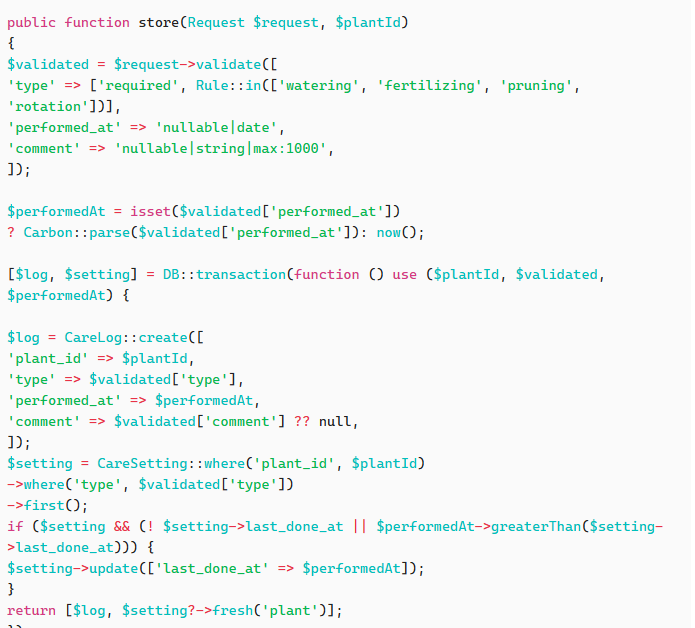 public function store(Request $request, $plantId)
{
$validated = $request->validate([
'type' => ['required', Rule::in(['watering', 'fertilizing', 'pruning',
'rotation'])],
'performed_at' => 'nullable|date',
'comment' => 'nullable|string|max:1000',
]);
$performedAt = isset($validated['performed_at'])
? Carbon::parse($validated['performed_at']): now();
[$log, $setting] = DB::transaction(function () use ($plantId, $validated,
$performedAt) {
$log = CareLog::create([
'plant_id' => $plantId,
'type' => $validated['type'],
'performed_at' => $performedAt,
'comment' => $validated['comment'] ?? null,
]);
$setting = CareSetting::where('plant_id', $plantId)
->where('type', $validated['type'])
->first();
if ($setting && (! $setting->last_done_at || $performedAt->greaterThan($setting-
>last_done_at))) {
$setting->update(['last_done_at' => $performedAt]);
}
return [$log, $setting?->fresh('plant')];